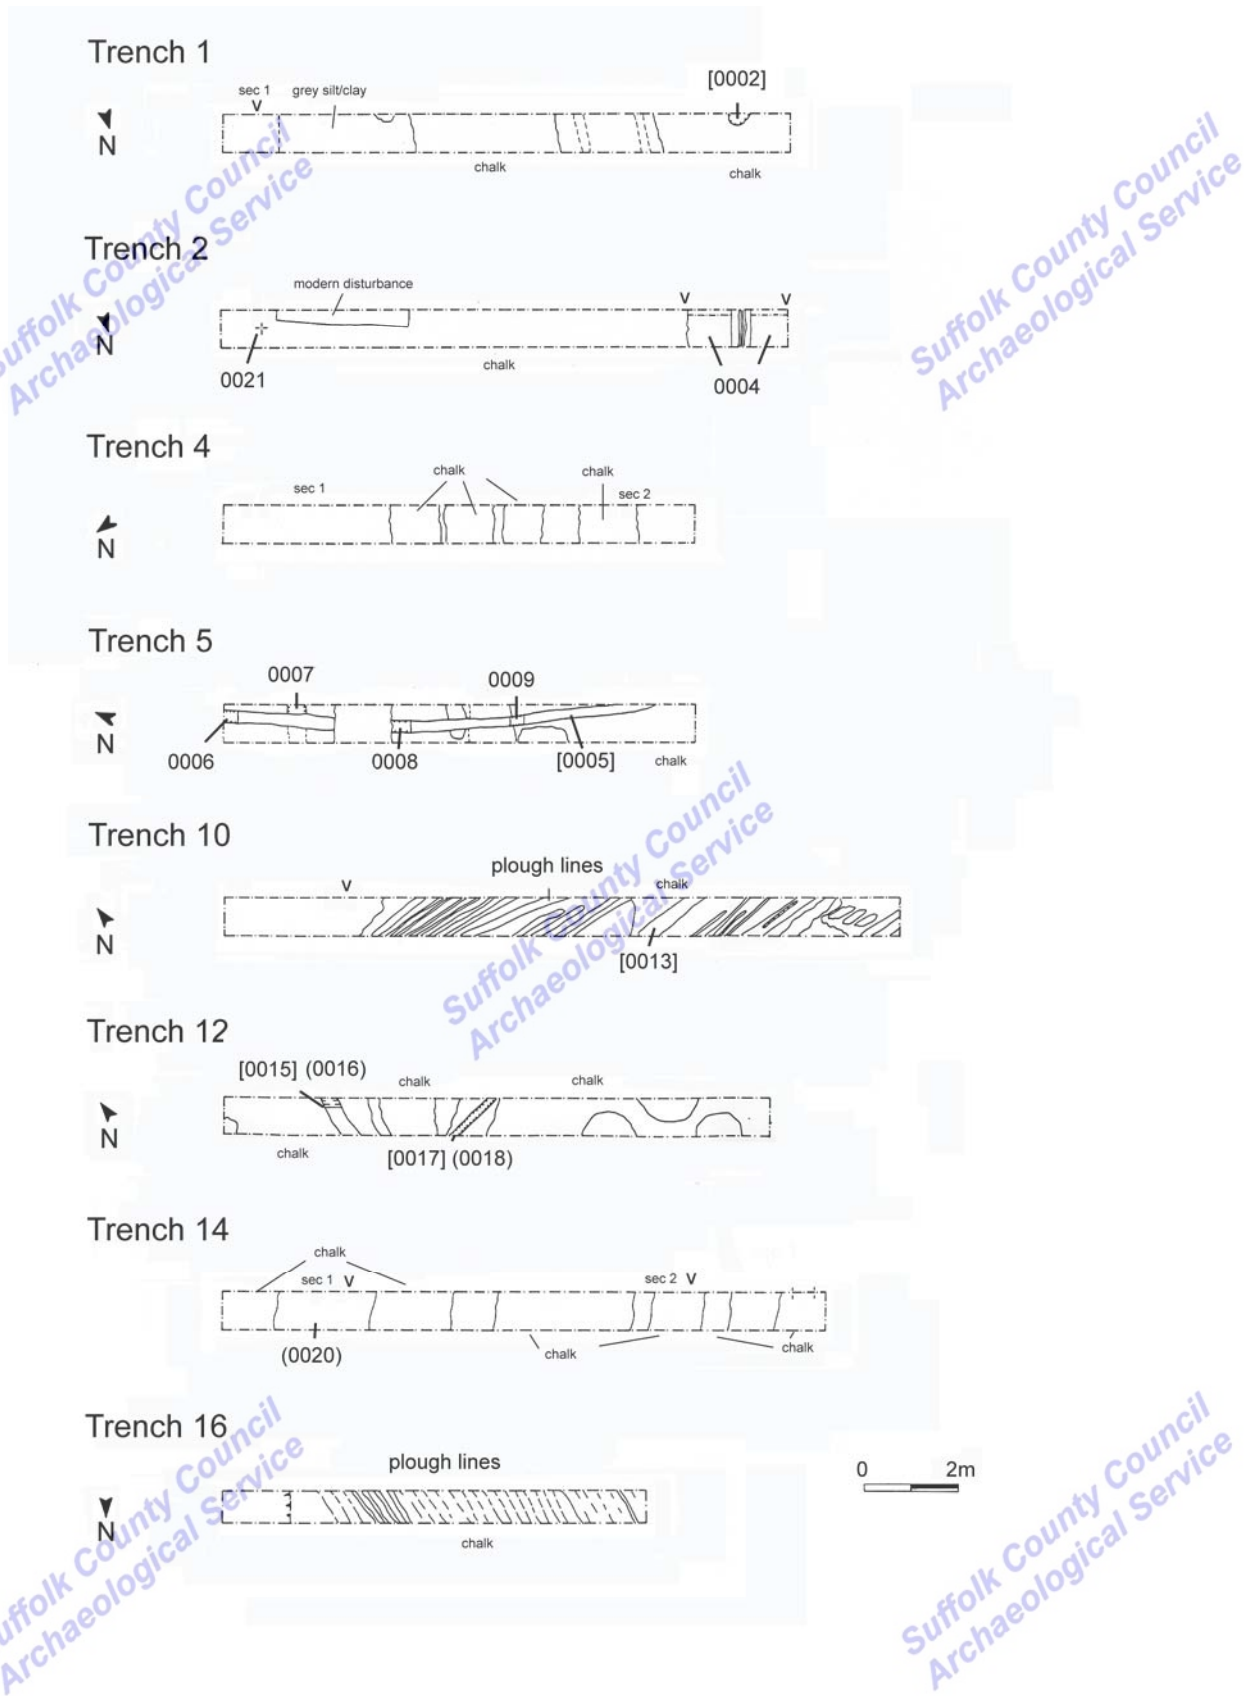 Trench 1
[0002]
sec 1 grey silt/clay
V
N
chalk
chalk
Suffolk County Council
Archaeological Service
Suffolk County Council
Archaeological Service
Trench 2
modern disturbance
V V
N
0021
chalk
0004
Trench 4
chalk
chalk
sec 1
sec 2
N
Trench 5
0007
0009
N
0006
0008
[0005]
chalk
Trench 10
plough lines
V
chalk
N
[0013]
Suffolk County Council
Archaeological Service
Trench 12
[0015] (0016)
chalk
chalk
N
chalk
[0017] (0018)
Trench 14
chalk
sec 1 V
sec 2 V
(0020)
chalk
chalk
Trench 16
plough lines
0 2m
N
chalk
Suffolk County Council
Archaeological Service
Suffolk County Council
Archaeological Service